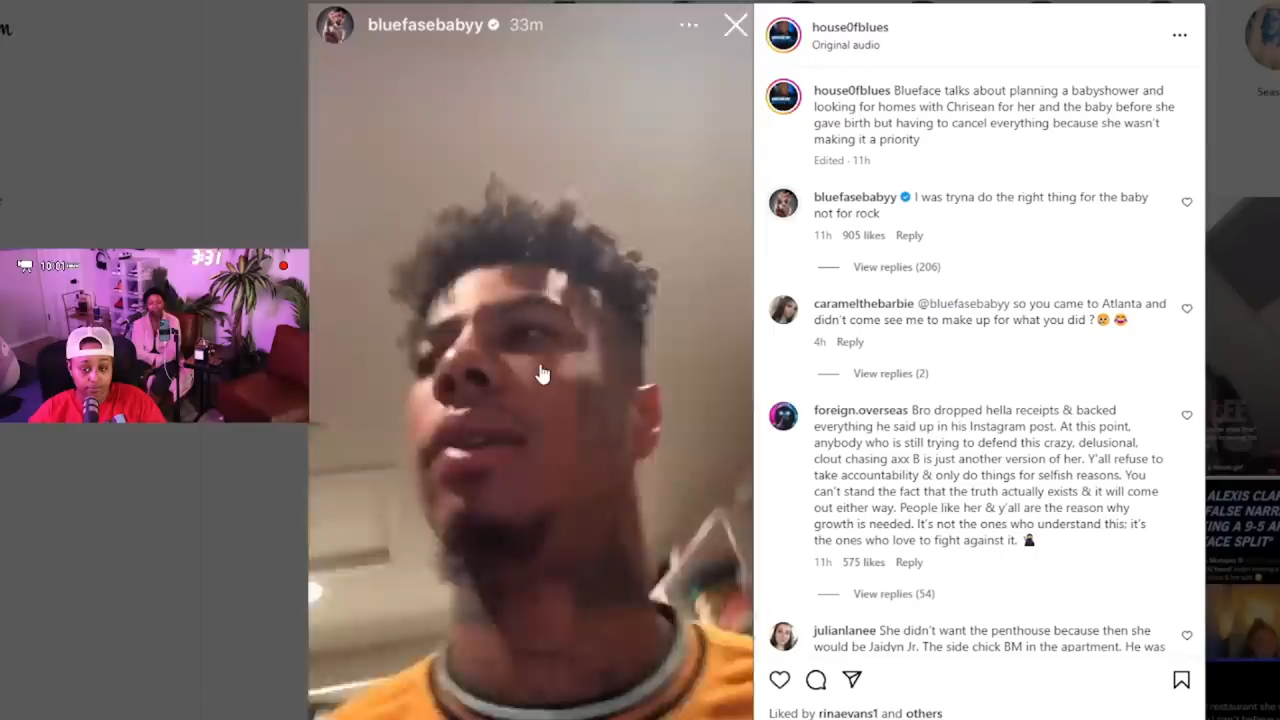 bluefasebabyy 33m
10:01
3:31
house0fblues
Original audio
house0fblues Blueface talks about planning a babyshower and
looking for homes with Chrisean for her and the baby before she
gave birth but having to cancel everything because she wasn't
making it a priority
Edited · 11h
bluefasebabyy I was tryna do the right thing for the baby
not for rock
11h 905 likes Reply
View replies (206)
caramelthebarbie @bluefasebabyy so you came to Atlanta and
didn't come see me to make up for what you did ?😢 😂
4h Reply
View replies (2)
foreign.overseas Bro dropped hella receipts & backed
everything he said up in his Instagram post. At this point,
anybody who is still trying to defend this crazy, delusional,
clout chasing axx B is just another version of her. Y'all refuse to
take accountability & only do things for selfish reasons. You
can't stand the fact that the truth actually exists & it will come
out either way. People like her & y'all are the reason why
growth is needed. It's not the ones who understand this; it's
the ones who love to fight against it. 🥷🏿
11h 575 likes Reply
View replies (54)
julianlanee She didn't want the penthouse because then she
would be Jaidyn Jr. The side chick BM in the apartment. He was
Liked by rinaevans1 and others
Seas
ALEXIS CLA
FALSE NARR
ACE SPLIT"